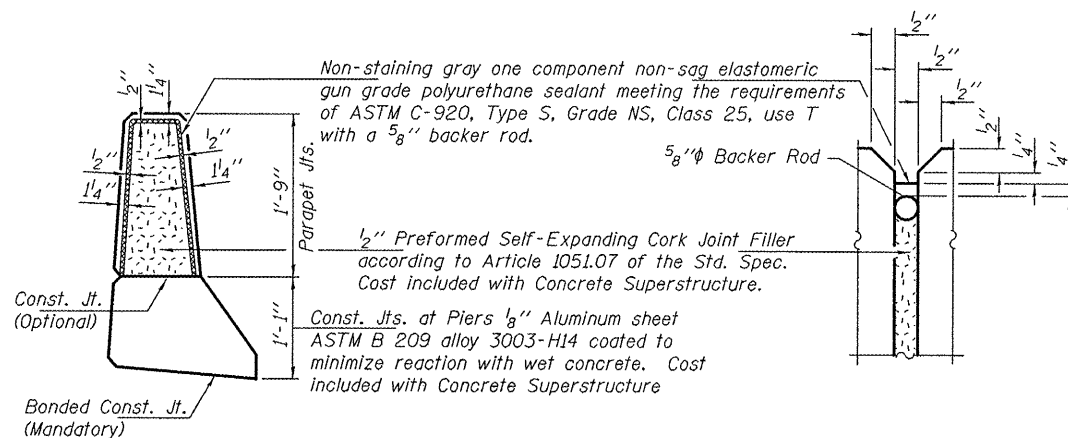 1/2"
1 1/4"
1/2"
1 1/4"
1/2"
1 1/4"
Non-staining gray one component non-sag elastomeric
gun grade polyurethane sealant meeting the requirements
of ASTM C-920, Type S, Grade NS, Class 25, use T
with a 5/8" backer rod.
1'-9"
Parapet Jts.
1/2" Preformed Self-Expanding Cork Joint Filler
according to Article 1051.07 of the Std. Spec.
Cost included with Concrete Superstructure.
Const. Jt.
(Optional)
1'-1"
Const. Jts. at Piers 1/8" Aluminum sheet
ASTM B 209 alloy 3003-H14 coated to
minimize reaction with wet concrete. Cost
included with Concrete Superstructure
Bonded Const. Jt.
(Mandatory)
1/2"
1/2"
1/2"
1/2"
1/4"
1/4"
5/8"φ Backer Rod